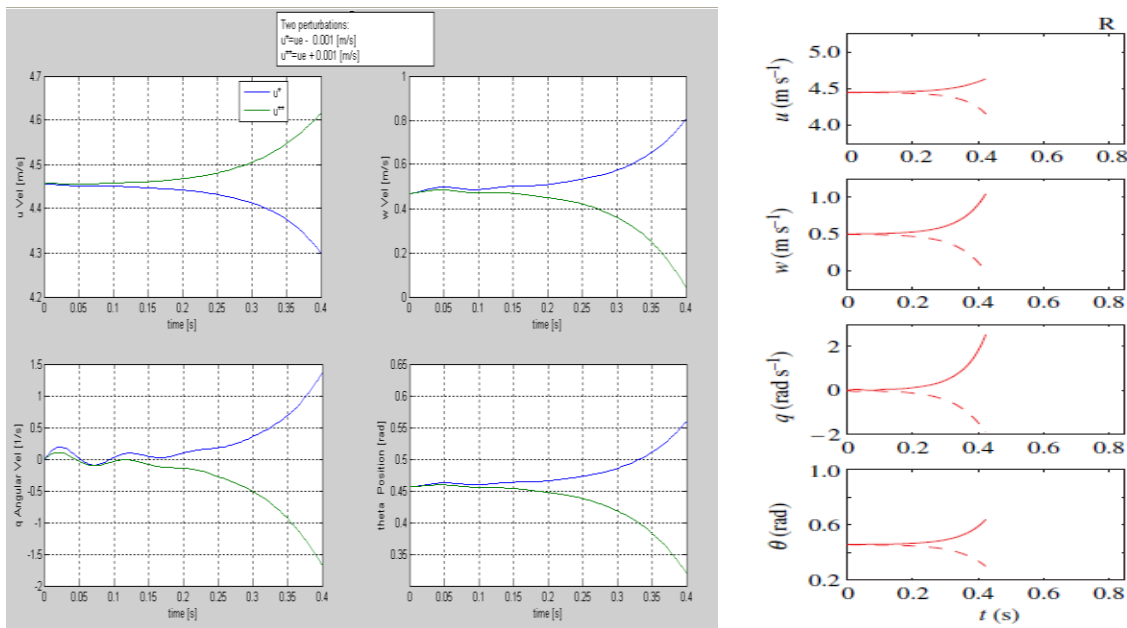 Two perturbations:
u*=ue - 0.001 [m/s]
u**=ue + 0.001 [m/s]
4.7
4.6
4.5
4.4
4.3
4.2
u Vel [m/s]
u*
u**
0 0.05 0.1 0.15 0.2 0.25 0.3 0.35 0.4
time [s]
1
0.8
0.6
0.4
0.2
0
w Vel [m/s]
0 0.05 0.1 0.15 0.2 0.25 0.3 0.35 0.4
time [s]
1.5
1
0.5
0
-0.5
-1
-1.5
-2
q Angular Vel [1/s]
0 0.05 0.1 0.15 0.2 0.25 0.3 0.35 0.4
time [s]
0.65
0.6
0.55
0.5
0.45
0.4
0.35
theta Position [rad]
0 0.05 0.1 0.15 0.2 0.25 0.3 0.35 0.4
time [s]
R
5.0
4.5
4.0
u (m s⁻¹)
0 0.2 0.4 0.6 0.8
1.0
0.5
0
w (m s⁻¹)
0 0.2 0.4 0.6 0.8
2
0
−2
q (rad s⁻¹)
0 0.2 0.4 0.6 0.8
1.0
0.6
0.2
θ (rad)
0 0.2 0.4 0.6 0.8
t (s)